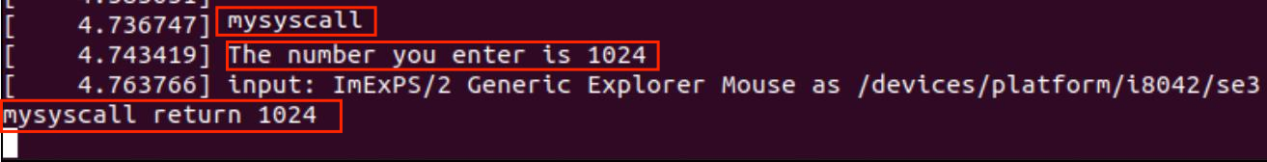 [    4.736747] mysyscall
[    4.743419] The number you enter is 1024
[    4.763766] input: ImExPS/2 Generic Explorer Mouse as /devices/platform/i8042/se3
mysyscall return 1024